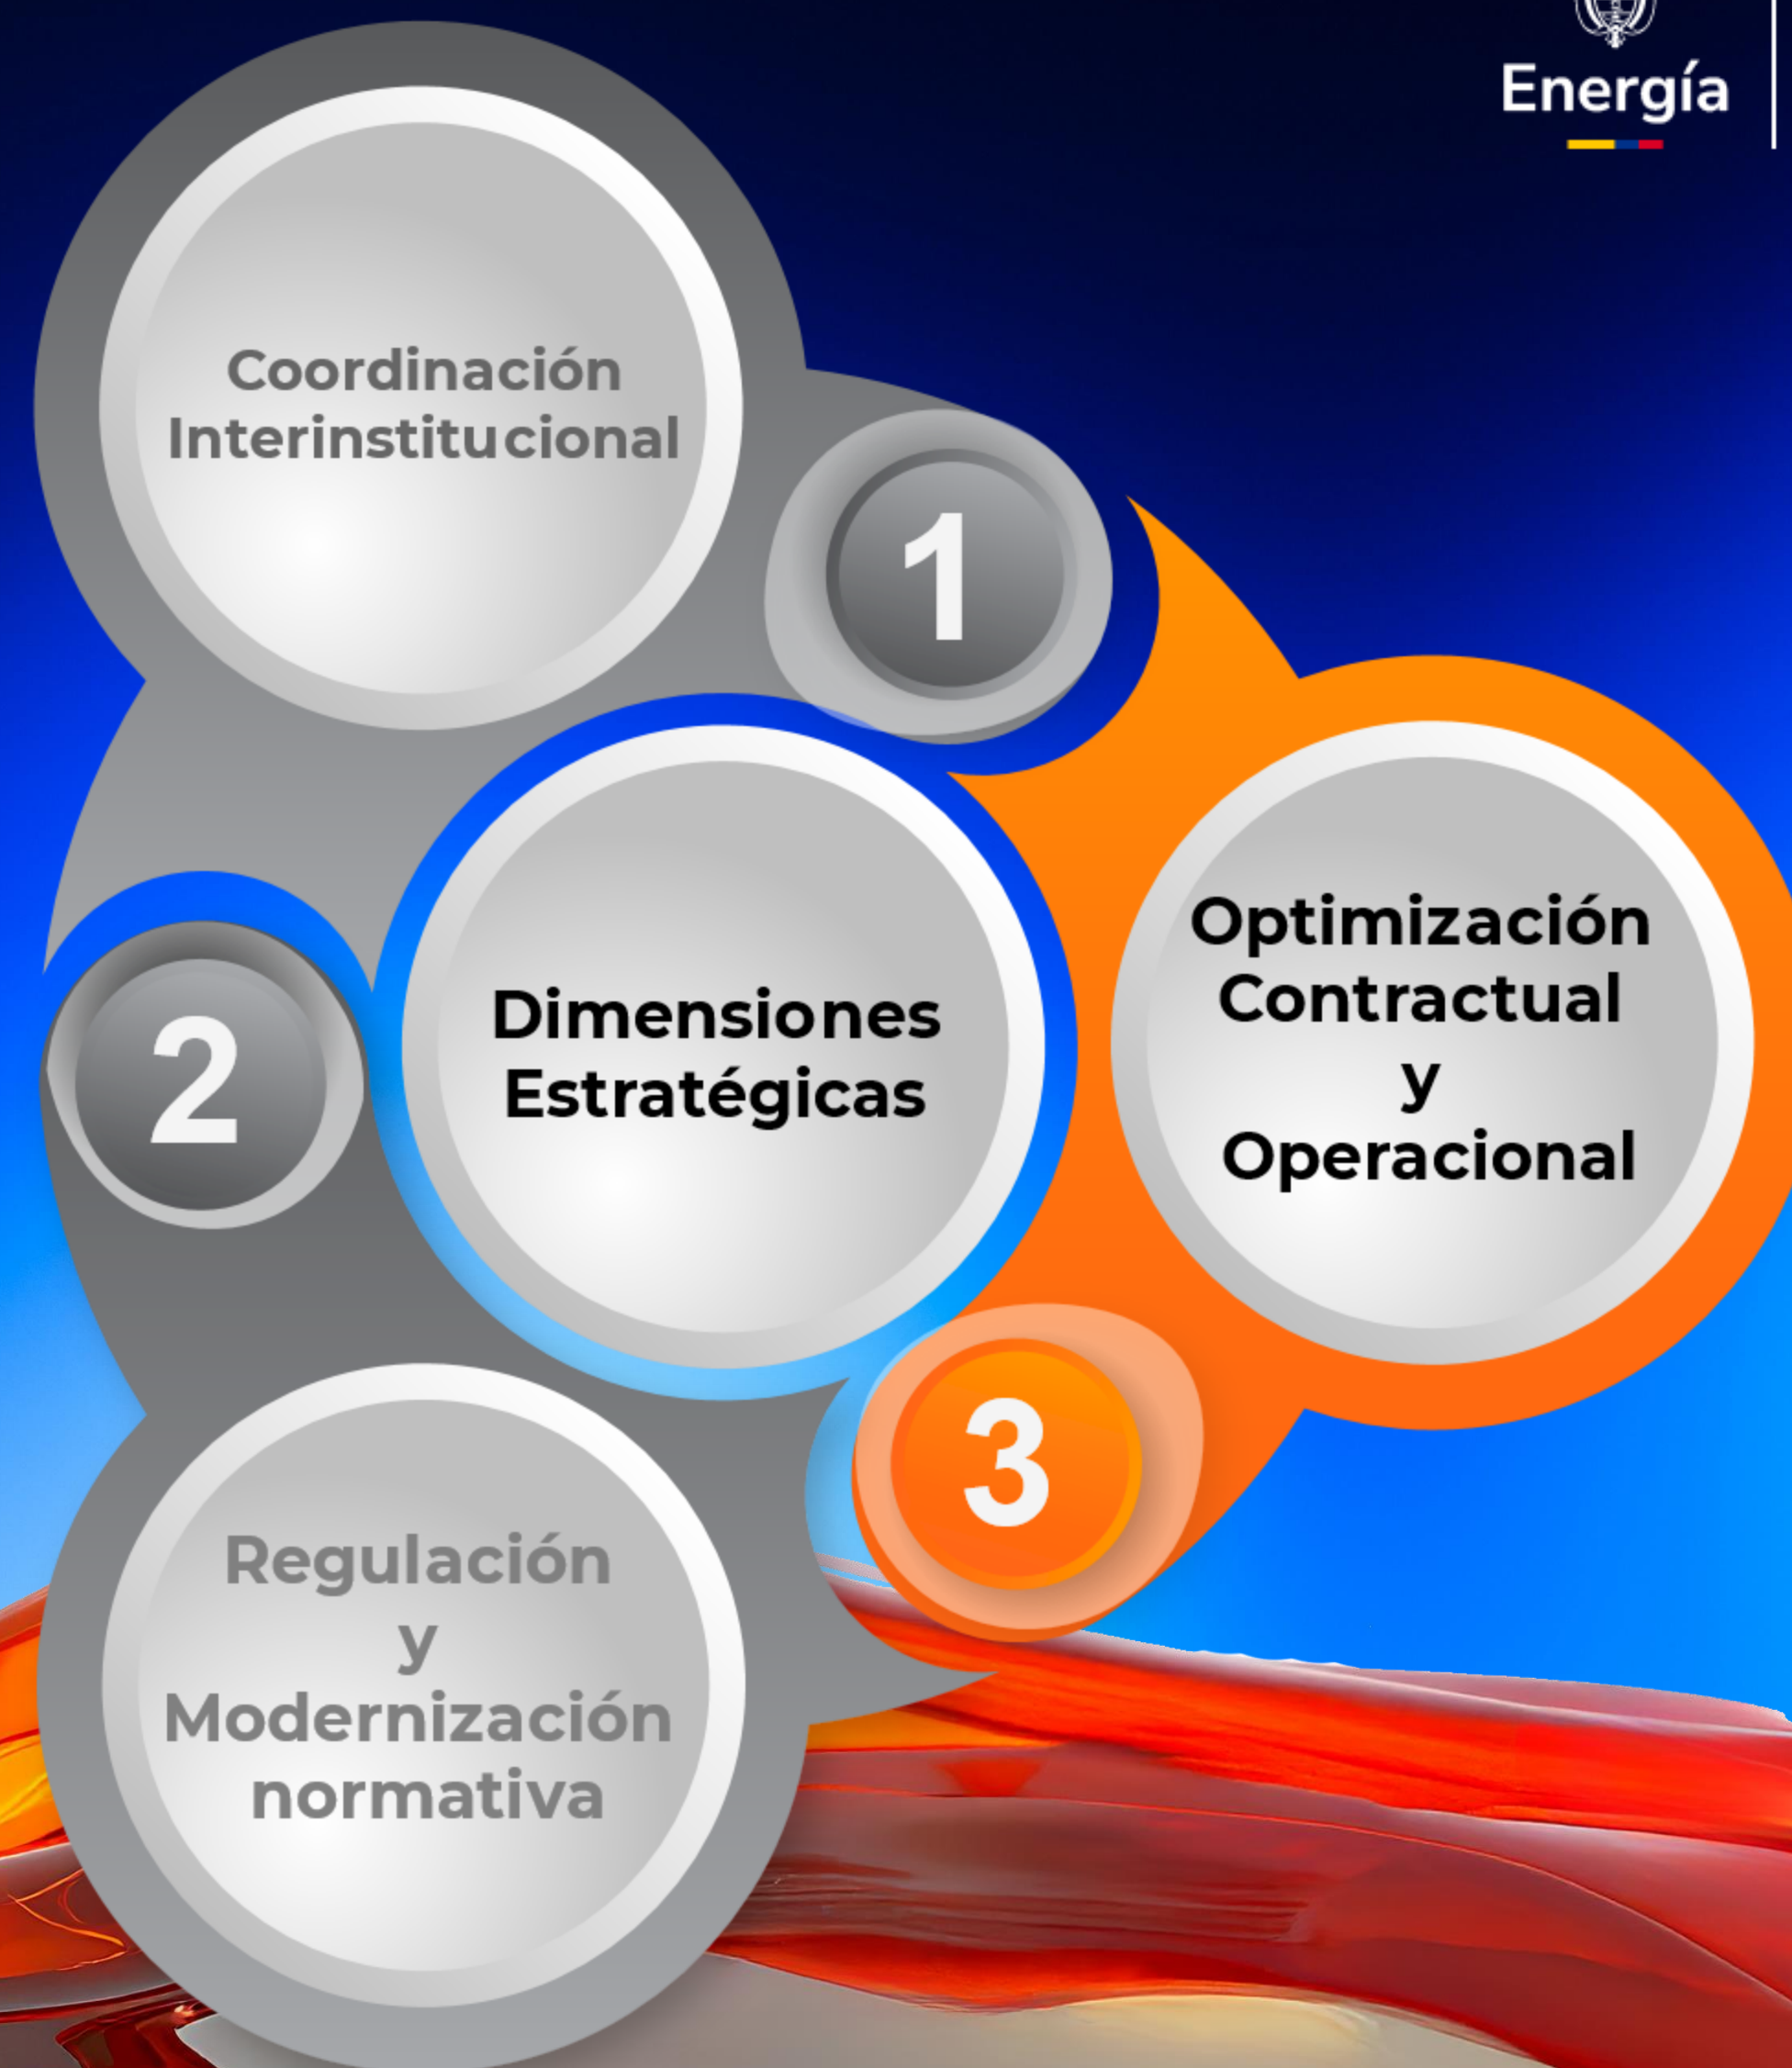 Energía
Coordinación
Interinstitucional
1
Optimización
Contractual
y
Operacional
Dimensiones
Estratégicas
2
3
Regulación
y
Modernización
normativa